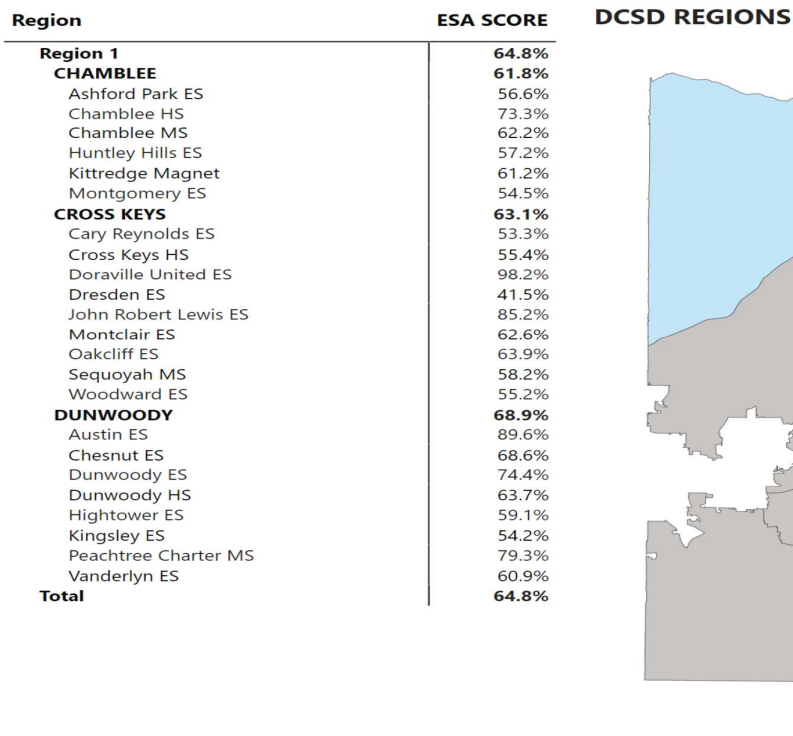 Region ESA SCORE
Region 1 64.8%
CHAMBLEE 61.8%
Ashford Park ES 56.6%
Chamblee HS 73.3%
Chamblee MS 62.2%
Huntley Hills ES 57.2%
Kittredge Magnet 61.2%
Montgomery ES 54.5%
CROSS KEYS 63.1%
Cary Reynolds ES 53.3%
Cross Keys HS 55.4%
Doraville United ES 98.2%
Dresden ES 41.5%
John Robert Lewis ES 85.2%
Montclair ES 62.6%
Oakcliff ES 63.9%
Sequoyah MS 58.2%
Woodward ES 55.2%
DUNWOODY 68.9%
Austin ES 89.6%
Chesnut ES 68.6%
Dunwoody ES 74.4%
Dunwoody HS 63.7%
Hightower ES 59.1%
Kingsley ES 54.2%
Peachtree Charter MS 79.3%
Vanderlyn ES 60.9%
Total 64.8%
DCSD REGIONS